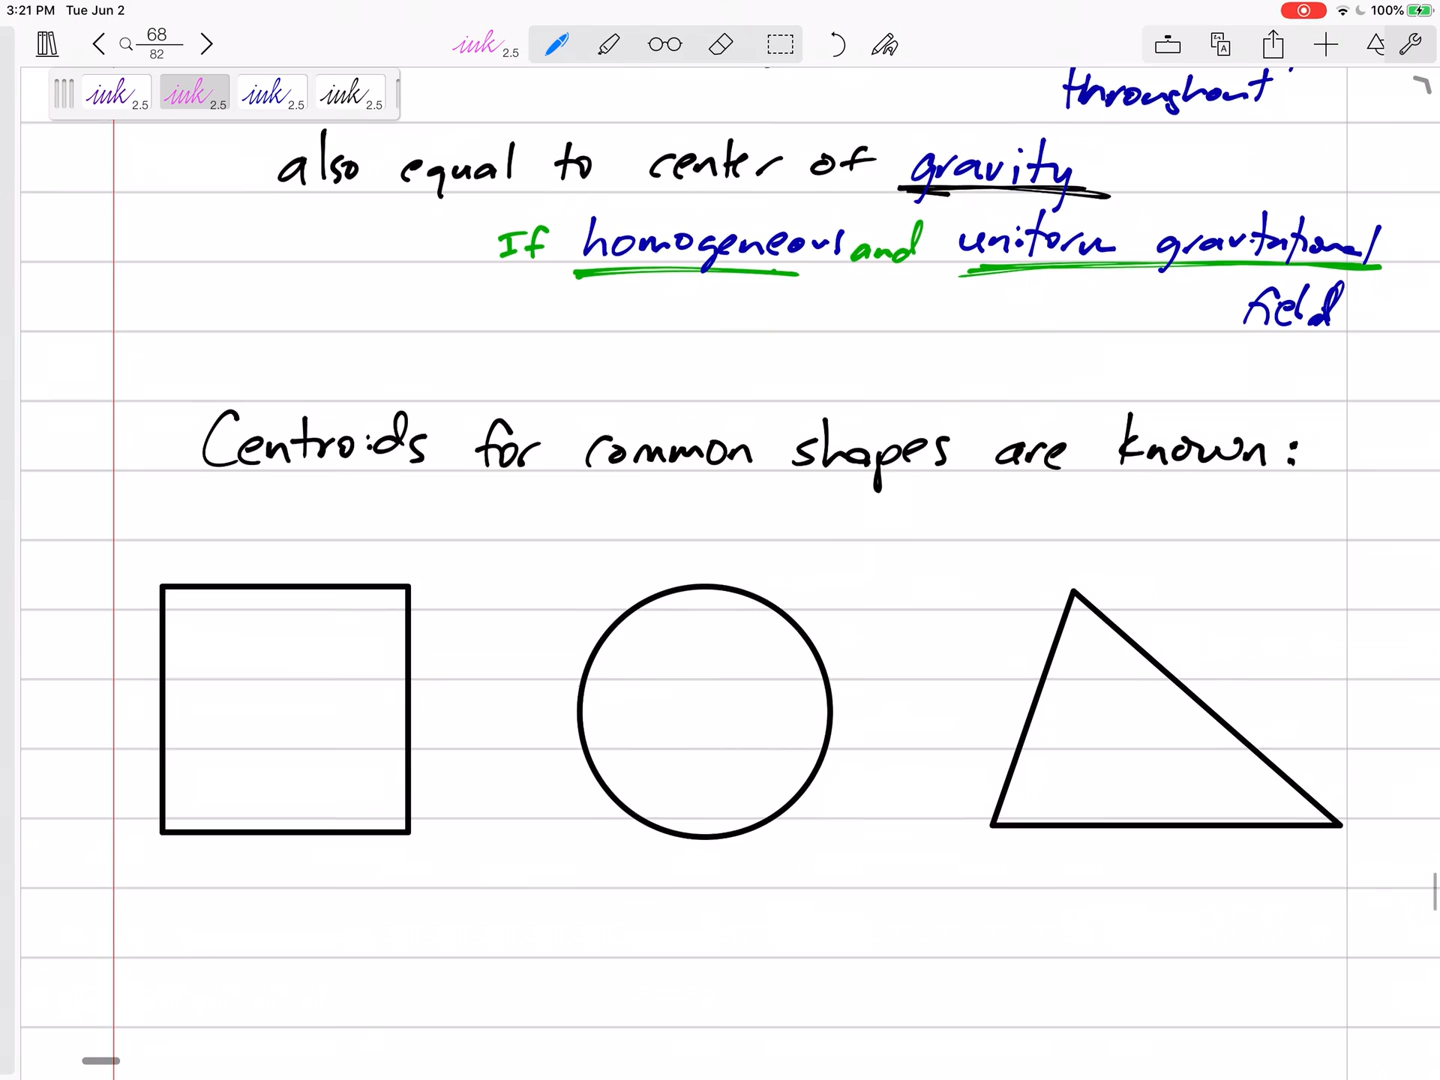 3:21 PM Tue Jun 2
100%
68
82
ink 2.5
ink 2.5 ink 2.5 ink 2.5 ink 2.5
throughout
also equal to center of gravity
If homogeneous and uniform gravitational
field
Centroids for common shapes are known: